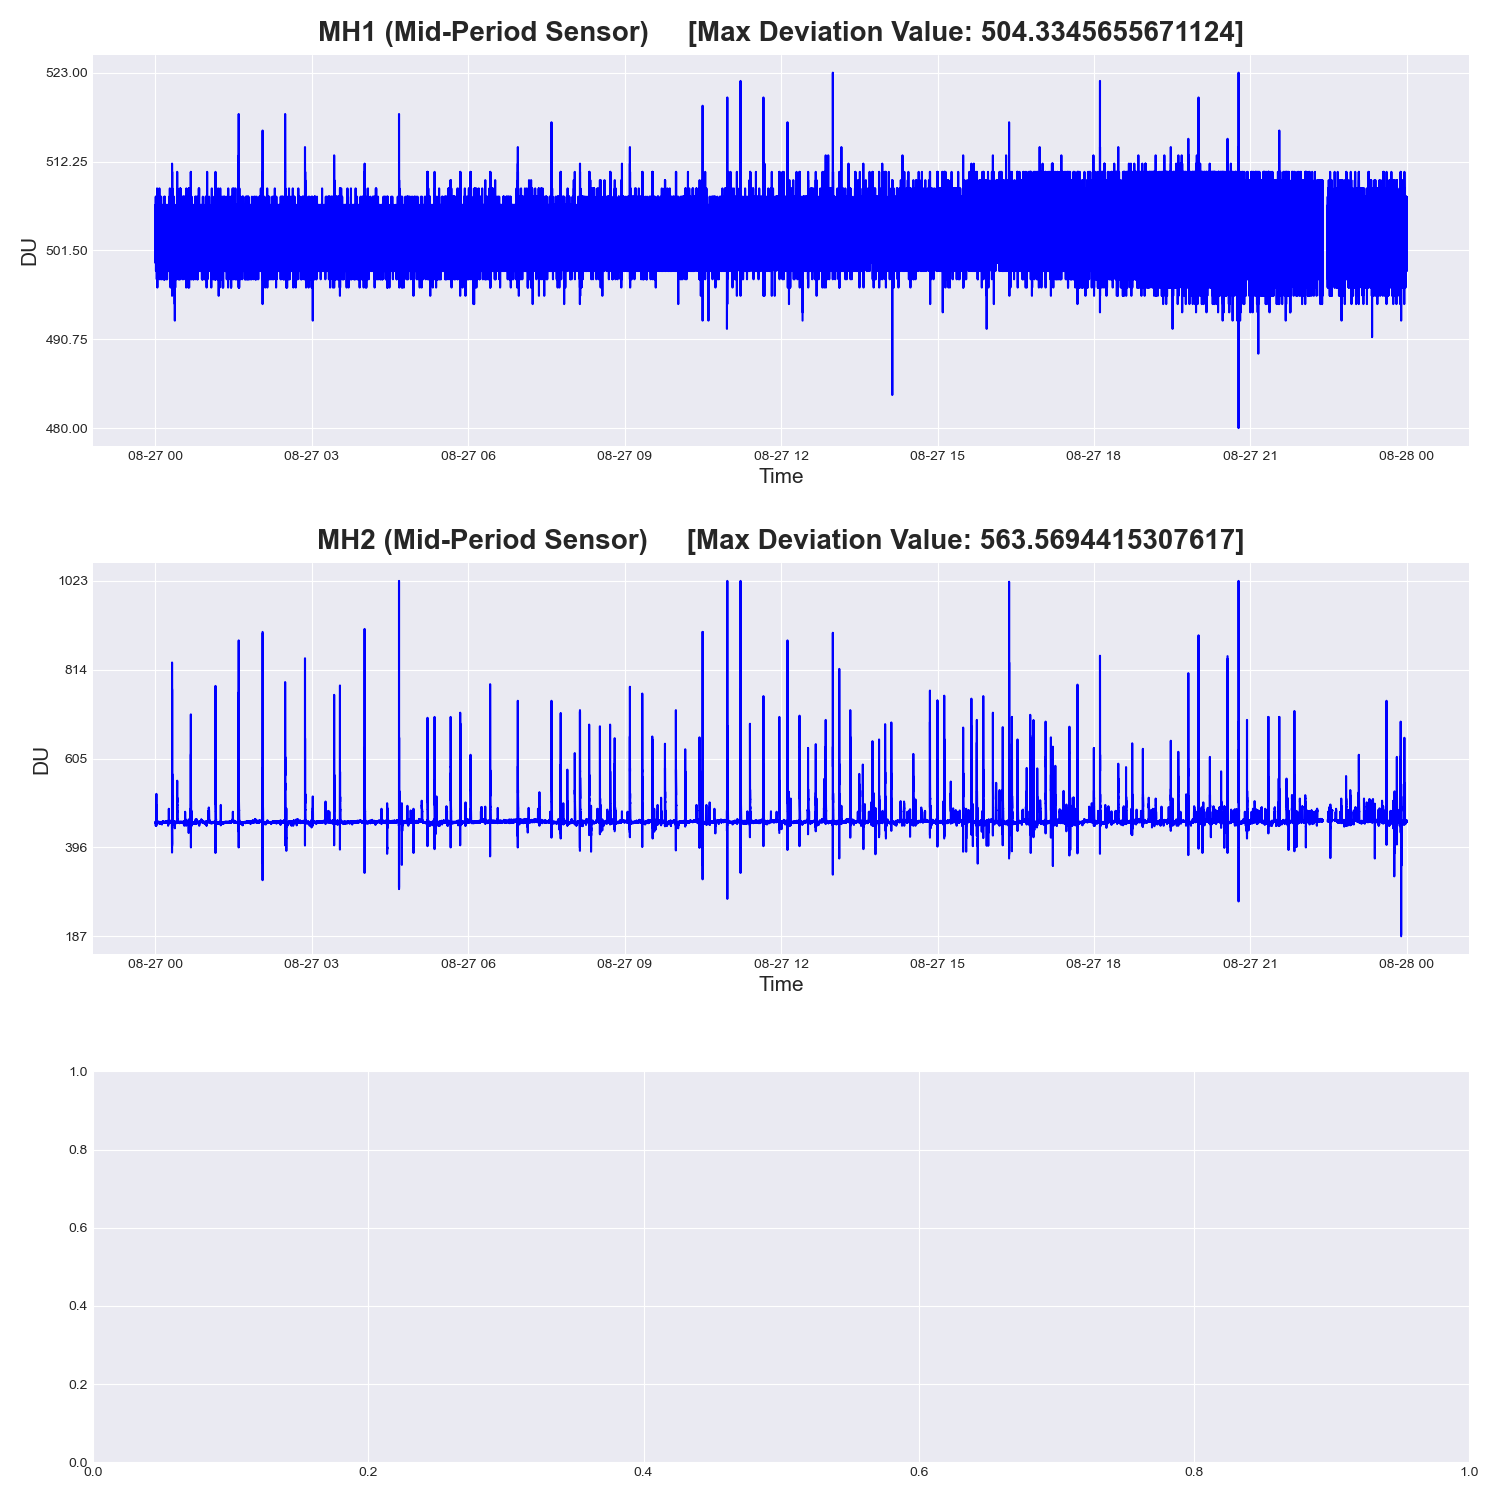 MH1 (Mid-Period Sensor) [Max Deviation Value: 504.3345655671124]
523.00
512.25
501.50
490.75
480.00
DU
08-27 00 08-27 03 08-27 06 08-27 09 08-27 12 08-27 15 08-27 18 08-27 21 08-28 00
Time
MH2 (Mid-Period Sensor) [Max Deviation Value: 563.5694415307617]
1023
814
605
396
187
DU
08-27 00 08-27 03 08-27 06 08-27 09 08-27 12 08-27 15 08-27 18 08-27 21 08-28 00
Time
1.0
0.8
0.6
0.4
0.2
0.0
0.0 0.2 0.4 0.6 0.8 1.0